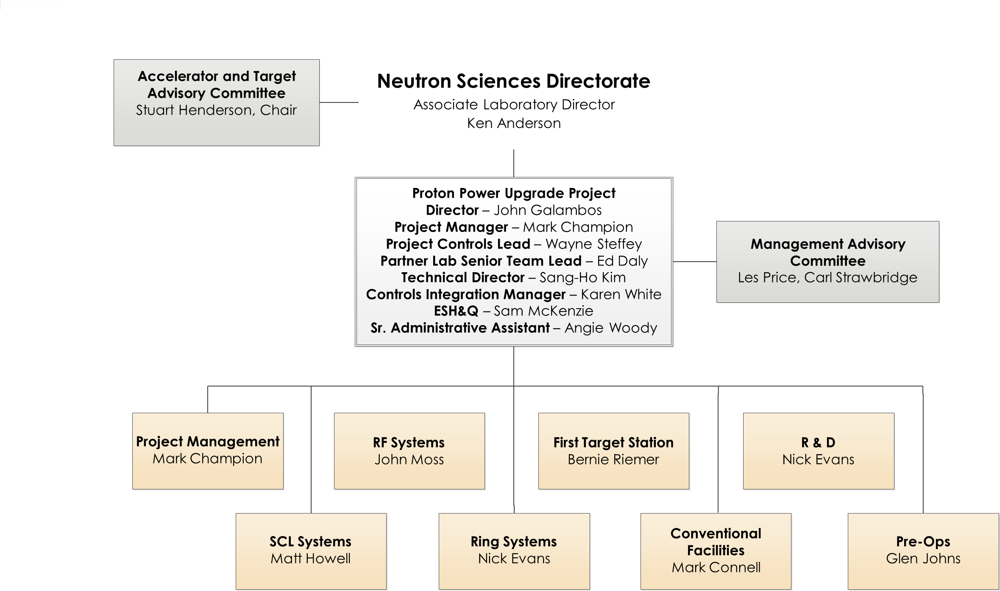 Accelerator and Target
Advisory Committee
Stuart Henderson, Chair
Neutron Sciences Directorate
Associate Laboratory Director
Ken Anderson
Proton Power Upgrade Project
Director – John Galambos
Project Manager – Mark Champion
Project Controls Lead – Wayne Steffey
Partner Lab Senior Team Lead – Ed Daly
Technical Director – Sang-Ho Kim
Controls Integration Manager – Karen White
ESH&Q – Sam McKenzie
Sr. Administrative Assistant – Angie Woody
Management Advisory
Committee
Les Price, Carl Strawbridge
Project Management
Mark Champion
RF Systems
John Moss
First Target Station
Bernie Riemer
R & D
Nick Evans
SCL Systems
Matt Howell
Ring Systems
Nick Evans
Conventional
Facilities
Mark Connell
Pre-Ops
Glen Johns